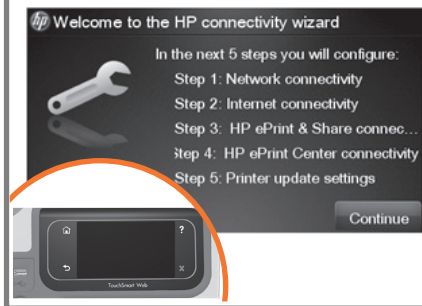 hp Welcome to the HP connectivity wizard
In the next 5 steps you will configure:
Step 1: Network connectivity
Step 2: Internet connectivity
Step 3: HP ePrint & Share connec...
Step 4: HP ePrint Center connectivity
Step 5: Printer update settings
Continue
?
X
TouchSmart Web